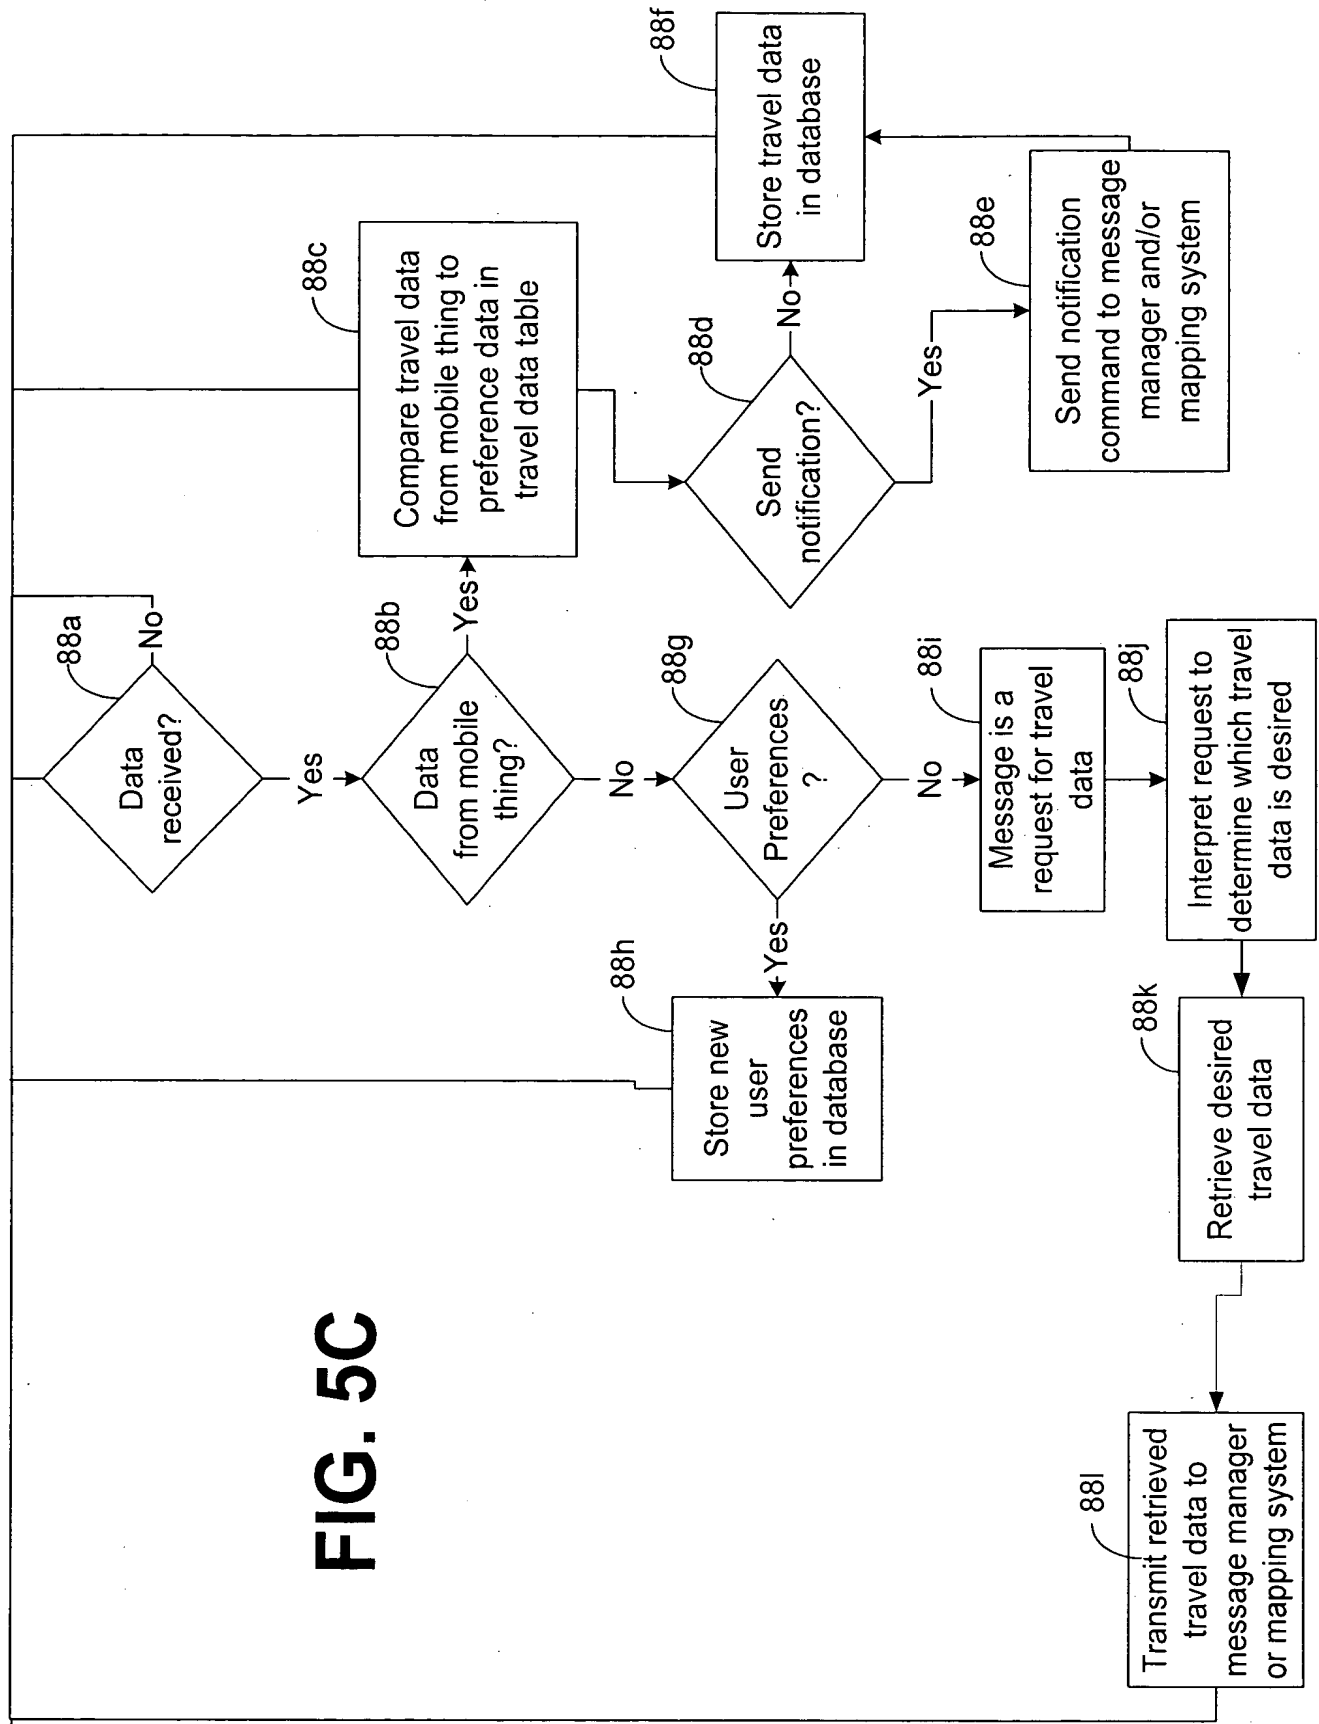 88a
Data
received?
No
Yes
88b
Data
from mobile
thing?
Yes
88c
Compare travel data
from mobile thing to
preference data in
travel data table
88d
Send
notification?
No
88f
Store travel data
in database
Yes
88e
Send notification
command to message
manager and/or
mapping system
No
88g
User
Preferences
?
Yes
88h
Store new
user
preferences
in database
No
88i
Message is a
request for travel
data
88j
Interpret request to
determine which travel
data is desired
88k
Retrieve desired
travel data
88l
Transmit retrieved
travel data to
message manager
or mapping system
FIG. 5C